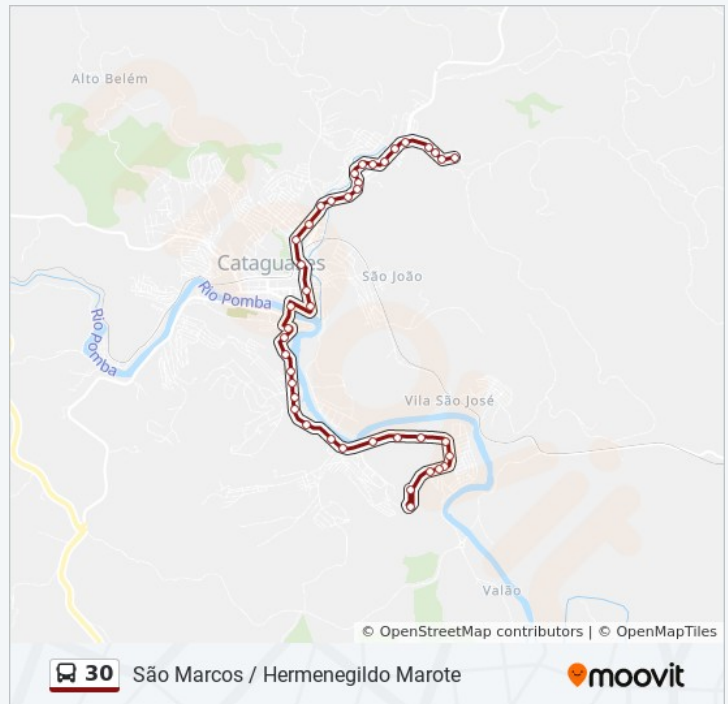 Alto Belém
Cataguases
São João
Rio Pomba
Rio Pomba
Vila São José
Valão
© OpenStreetMap contributors | © OpenMapTiles
30 São Marcos / Hermenegildo Marote
moovit